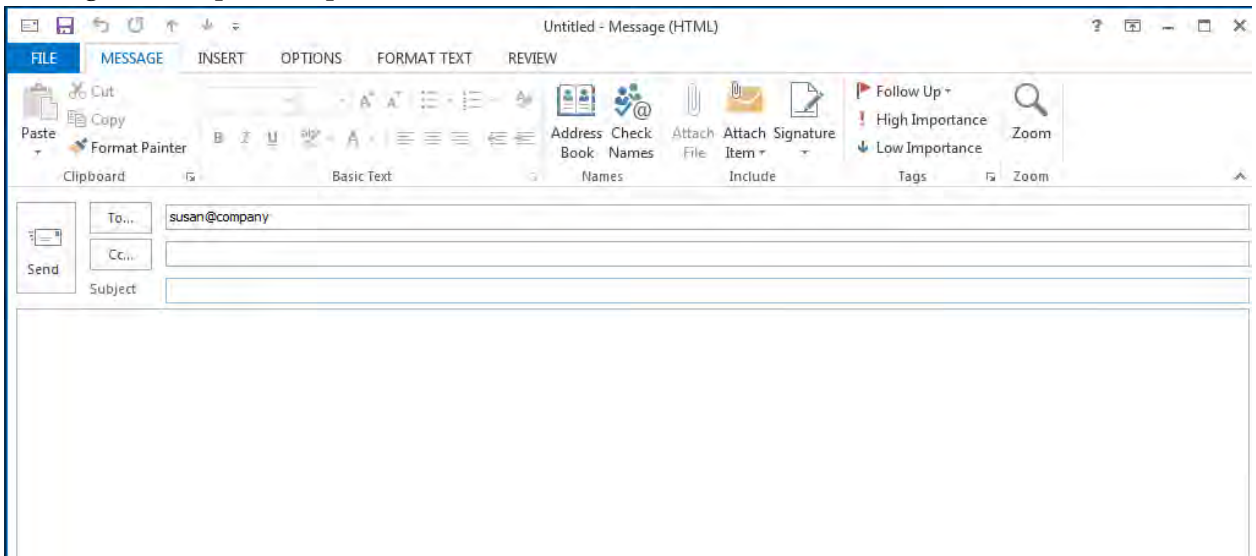 Untitled - Message (HTML)
FILE MESSAGE INSERT OPTIONS FORMAT TEXT REVIEW
Cut
Copy
Format Painter
Paste
B I U
Address Book
Check Names
Attach File
Attach Item
Signature
Follow Up
High Importance
Low Importance
Zoom
Clipboard Basic Text Names Include Tags Zoom
To... susan@company
Cc...
Send
Subject